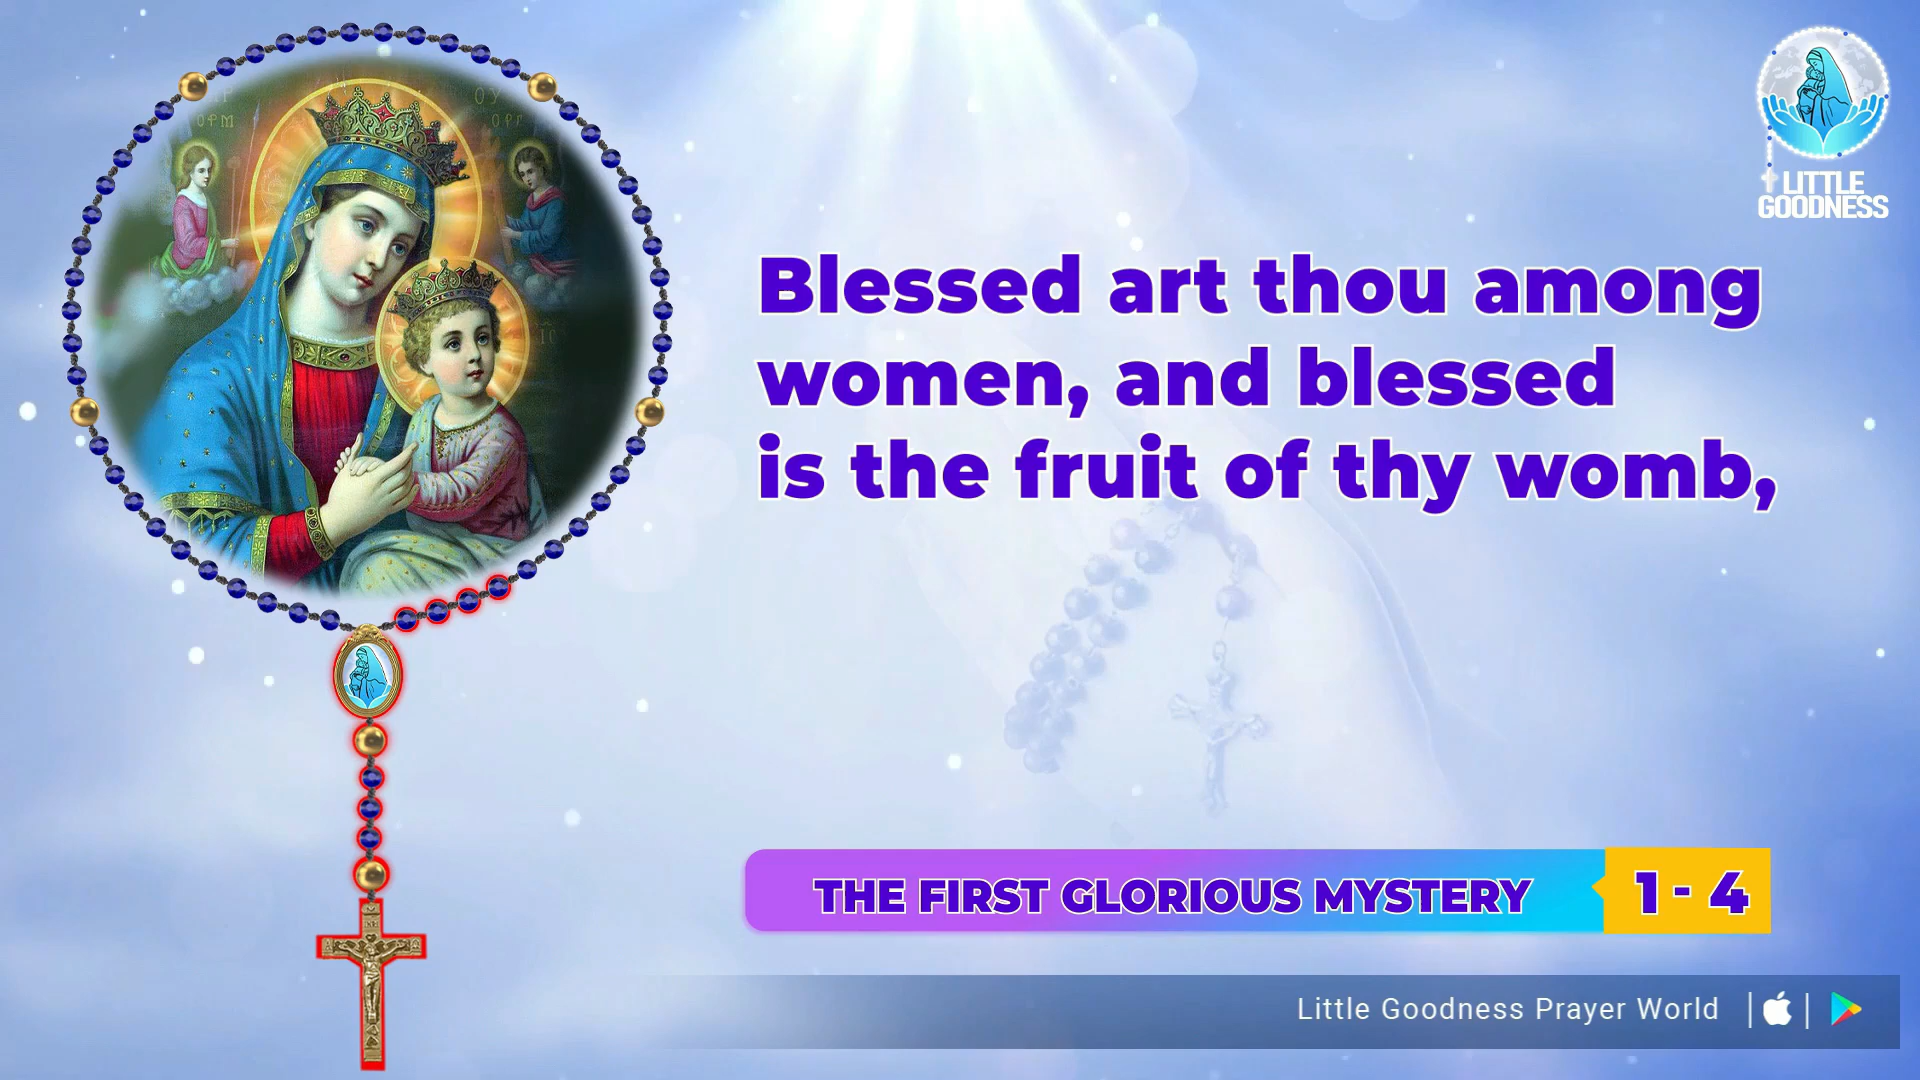 LITTLE
GOODNESS
Blessed art thou among
women, and blessed
is the fruit of thy womb,
THE FIRST GLORIOUS MYSTERY 1 - 4
Little Goodness Prayer World